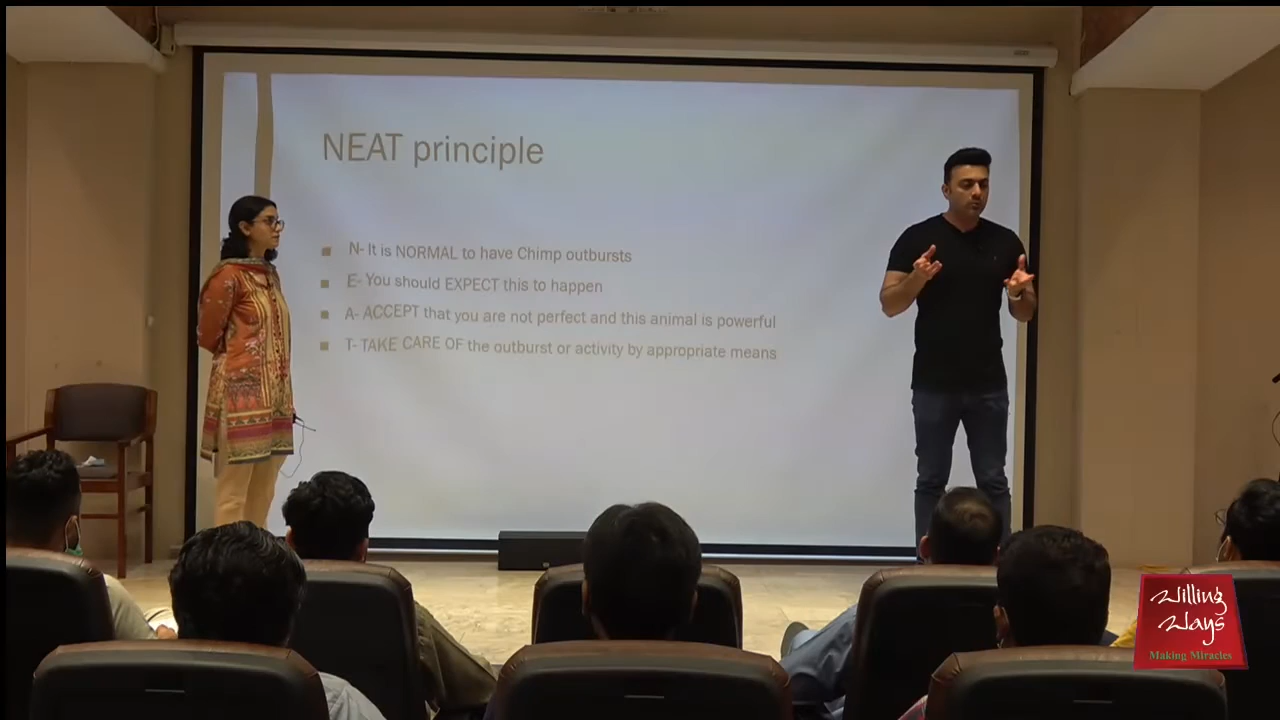 NEAT principle
N- It is NORMAL to have Chimp outbursts
E- You should EXPECT this to happen
A- ACCEPT that you are not perfect and this animal is powerful
T- TAKE CARE OF the outburst or activity by appropriate means
Willing
Ways
Making Miracles